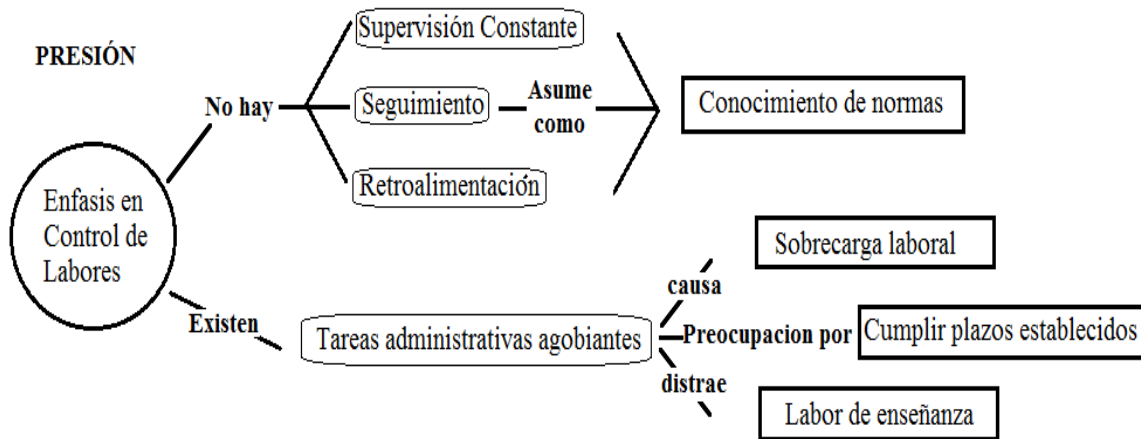 PRESIÓN
Supervisión Constante
No hay
Seguimiento
Asume
como
Conocimiento de normas
Retroalimentación
Enfasis en
Control de
Labores
Existen
Tareas administrativas agobiantes
causa
Sobrecarga laboral
Preocupacion por
Cumplir plazos establecidos
distrae
Labor de enseñanza